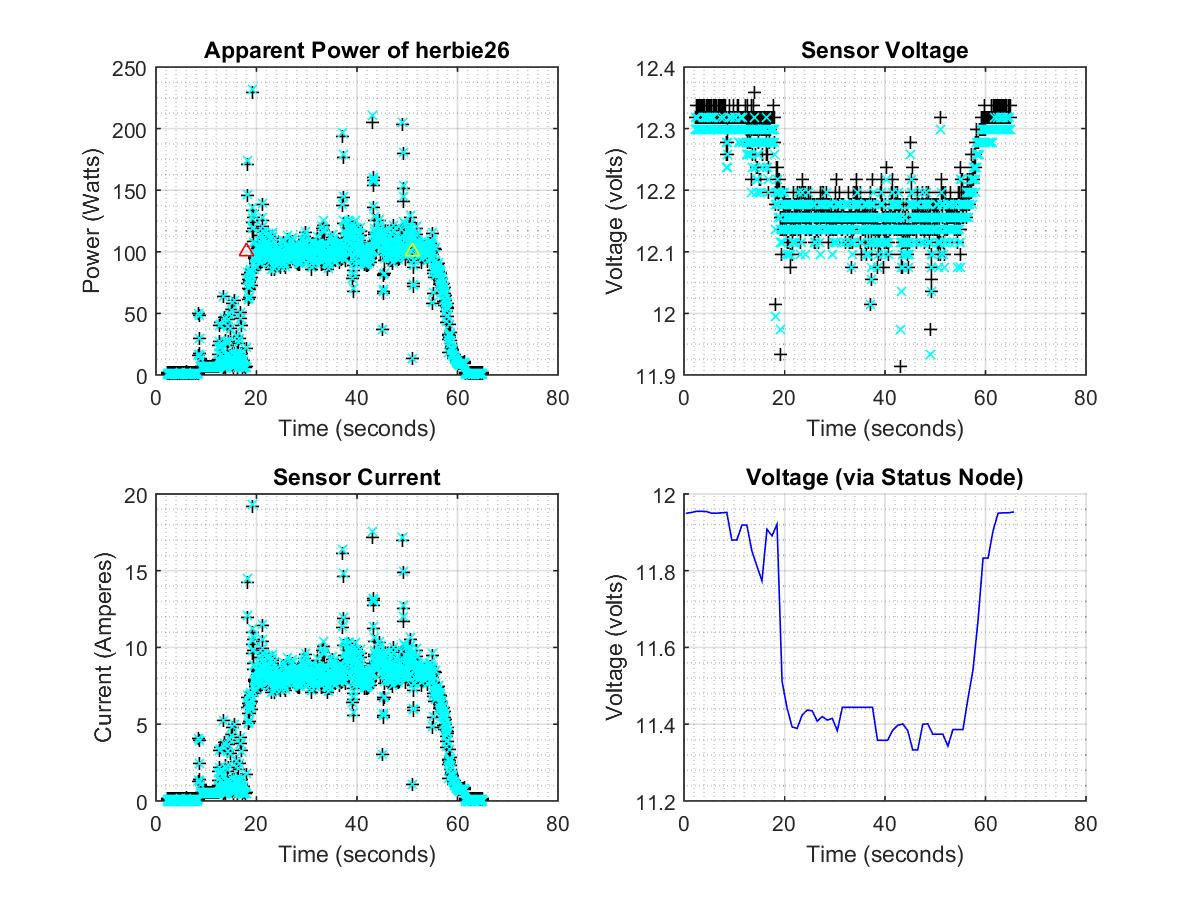 Apparent Power of herbie26
250
200
150
100
50
0
Power (Watts)
0 20 40 60 80
Time (seconds)
Sensor Voltage
12.4
12.3
12.2
12.1
12
11.9
Voltage (volts)
0 20 40 60 80
Time (seconds)
Sensor Current
20
15
10
5
0
Current (Amperes)
0 20 40 60 80
Time (seconds)
Voltage (via Status Node)
12
11.8
11.6
11.4
11.2
Voltage (volts)
0 20 40 60 80
Time (seconds)